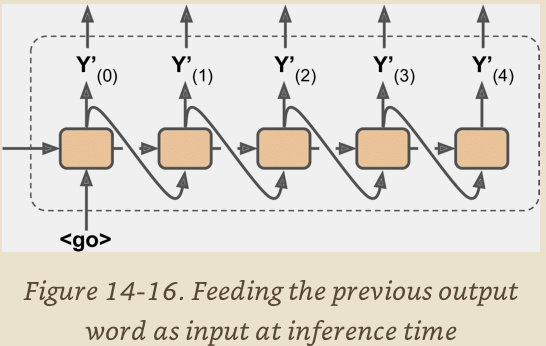 Y'(0) Y'(1) Y'(2) Y'(3) Y'(4)
<go>
Figure 14-16. Feeding the previous output
word as input at inference time